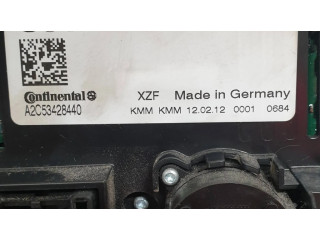 Continental
XZF Made in Germany
A2C53428440
KMM KMM 12.02.12 0001 0684